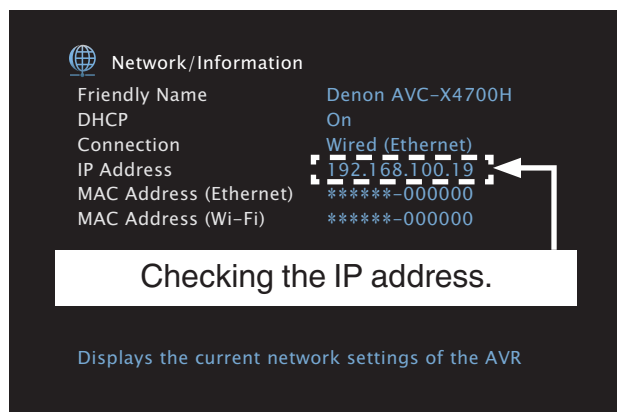 Network/Information
Friendly Name Denon AVC-X4700H
DHCP On
Connection Wired (Ethernet)
IP Address 192.168.100.19
MAC Address (Ethernet) ******-000000
MAC Address (Wi-Fi) ******-000000
Checking the IP address.
Displays the current network settings of the AVR